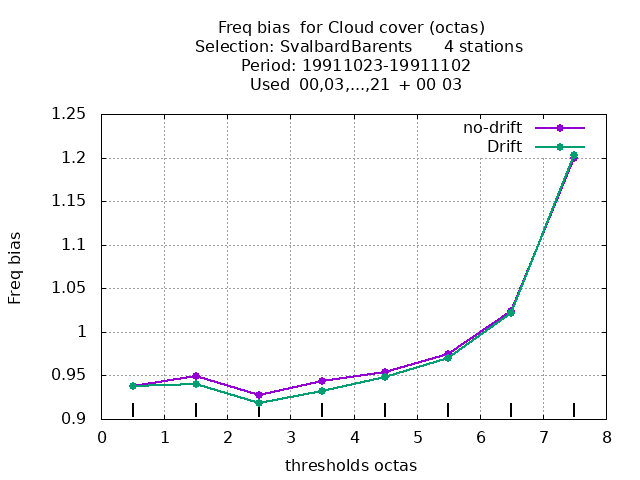 Freq bias  for Cloud cover (octas)
Selection: SvalbardBarents      4 stations
Period: 19911023-19911102
Used  00,03,...,21  + 00 03
no-drift
Drift
1.25
1.2
1.15
1.1
1.05
1
0.95
0.9
Freq bias
0 1 2 3 4 5 6 7 8
thresholds octas